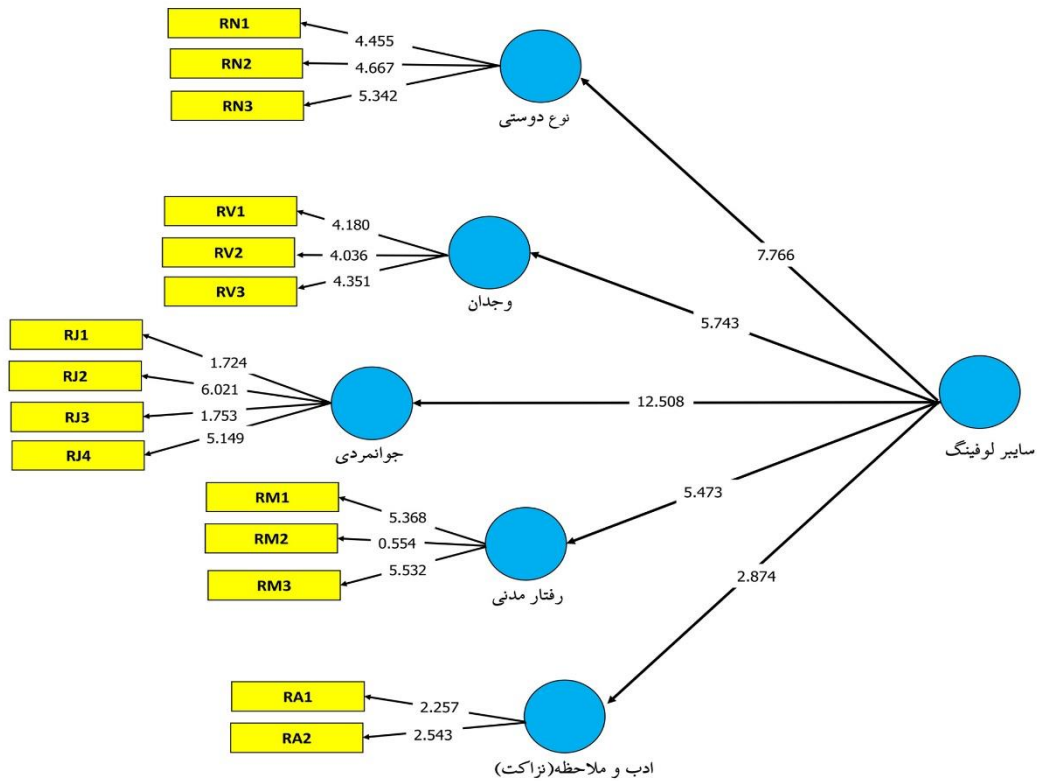 RN1
4.455
RN2
4.667
RN3
5.342
نوع دوستی
7.766
RV1
4.180
RV2
4.036
RV3
4.351
وجدان
5.743
RJ1
1.724
RJ2
6.021
RJ3
1.753
RJ4
5.149
جوانمردی
12.508
سایبر لوفینگ
RM1
5.368
RM2
0.554
RM3
5.532
رفتار مدنی
5.473
2.874
RA1
2.257
RA2
2.543
ادب و ملاحظه(نزاکت)